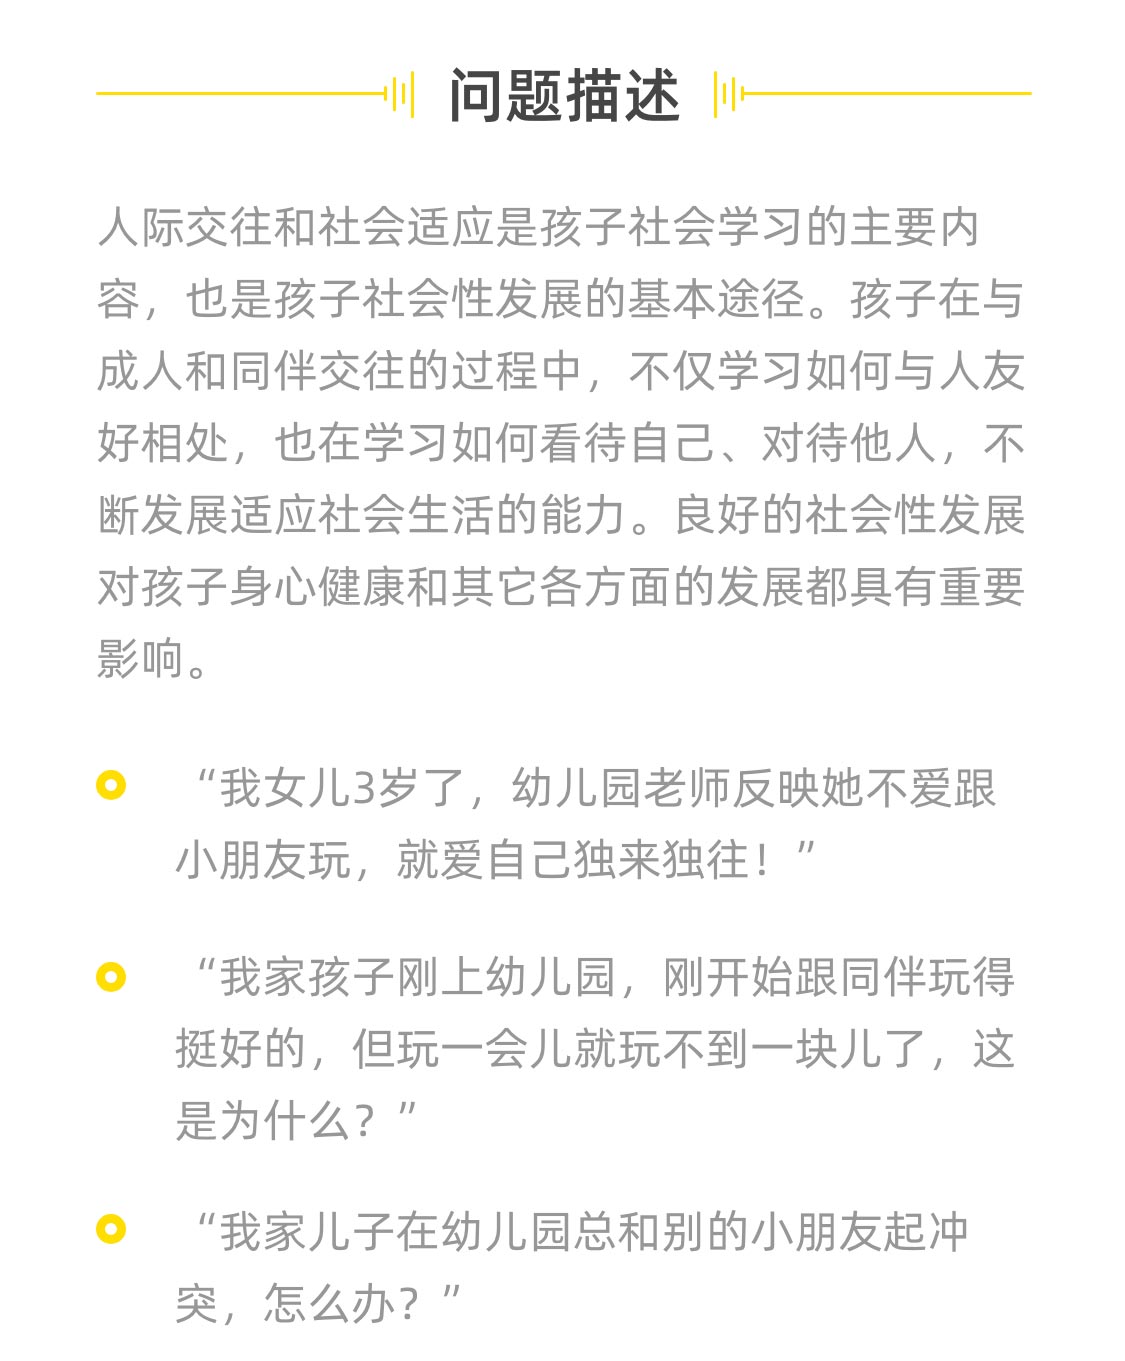 问题描述
人际交往和社会适应是孩子社会学习的主要内
容，也是孩子社会性发展的基本途径。孩子在与
成人和同伴交往的过程中，不仅学习如何与人友
好相处，也在学习如何看待自己、对待他人，不
断发展适应社会生活的能力。良好的社会性发展
对孩子身心健康和其它各方面的发展都具有重要
影响。
“我女儿3岁了，幼儿园老师反映她不爱跟
小朋友玩，就爱自己独来独往！”
“我家孩子刚上幼儿园，刚开始跟同伴玩得
挺好的，但玩一会儿就玩不到一块儿了，这
是为什么？”
“我家儿子在幼儿园总和别的小朋友起冲
突，怎么办？”